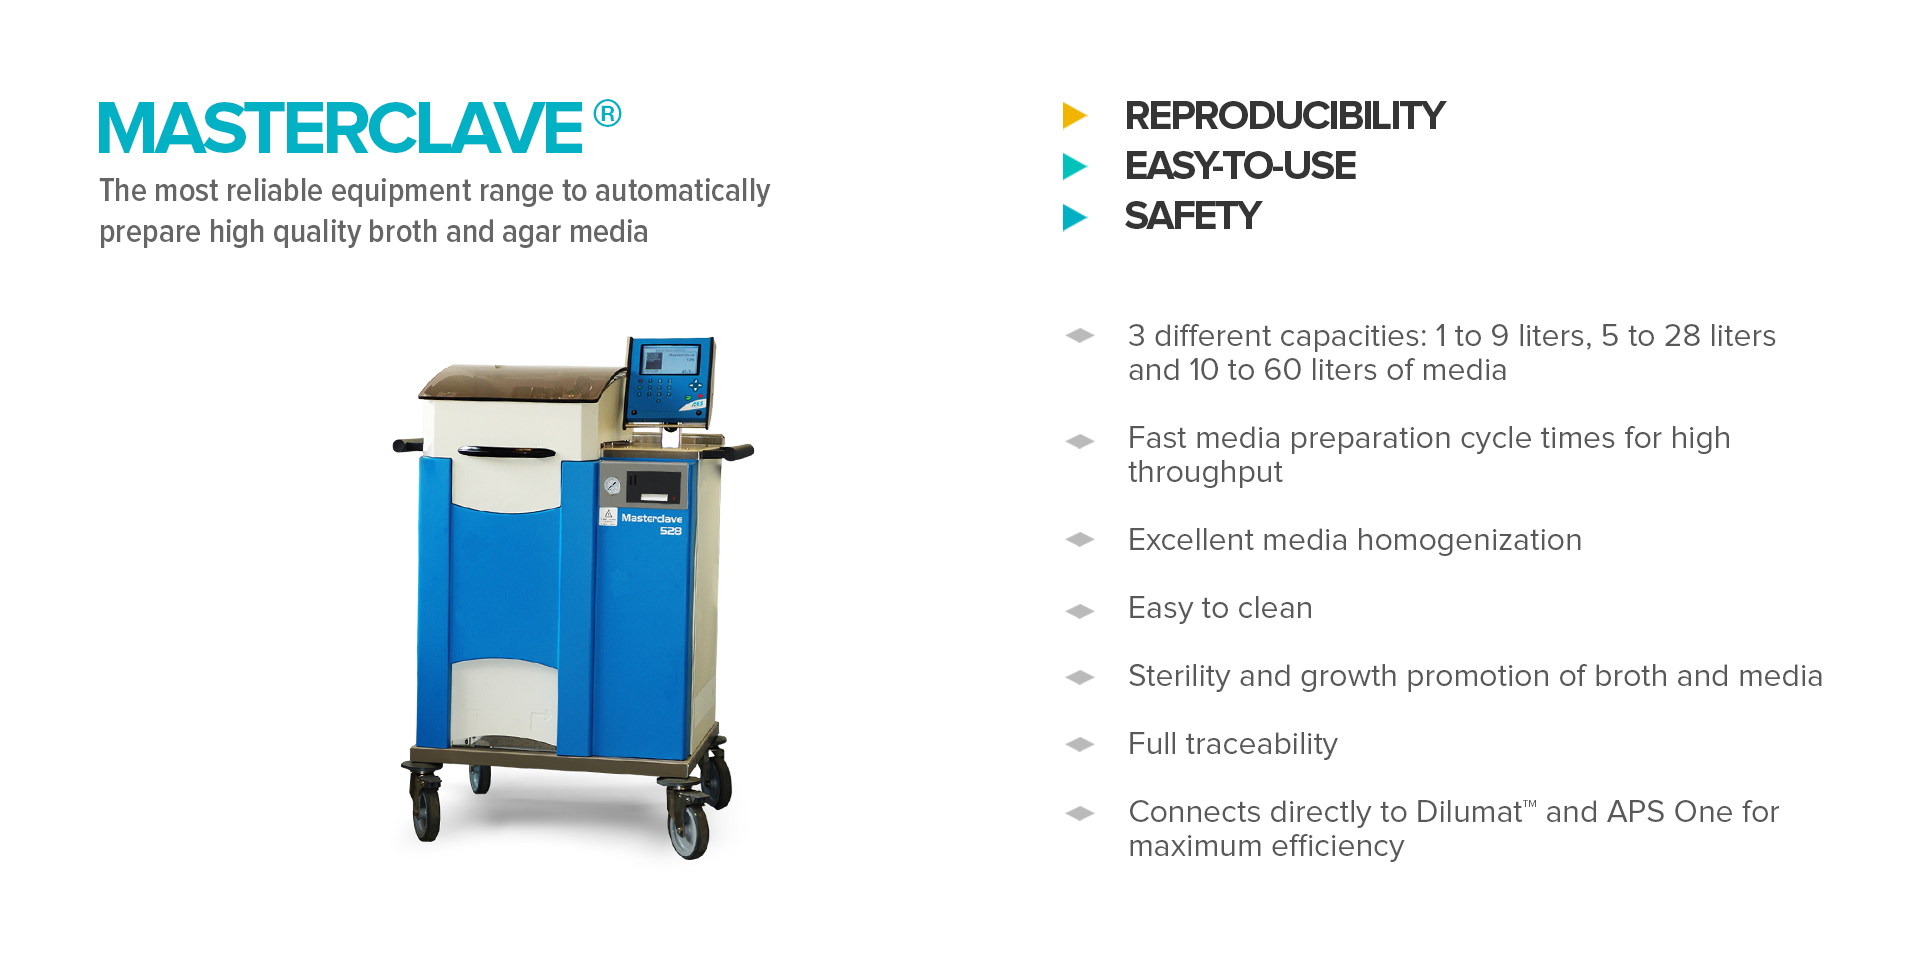 MASTERCLAVE®
The most reliable equipment range to automatically
prepare high quality broth and agar media
Masterclave
528
REPRODUCIBILITY
EASY-TO-USE
SAFETY
3 different capacities: 1 to 9 liters, 5 to 28 liters
and 10 to 60 liters of media
Fast media preparation cycle times for high
throughput
Excellent media homogenization
Easy to clean
Sterility and growth promotion of broth and media
Full traceability
Connects directly to Dilumat™ and APS One for
maximum efficiency